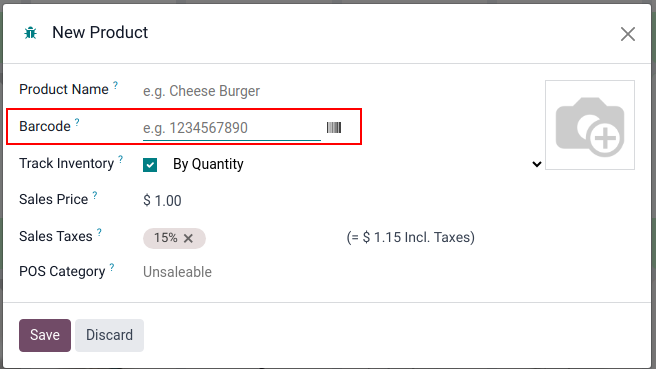 New Product
Product Name ? e.g. Cheese Burger
Barcode ? e.g. 1234567890
Track Inventory ? By Quantity
Sales Price ? $ 1.00
Sales Taxes ? 15% × (= $ 1.15 Incl. Taxes)
POS Category ? Unsaleable
Save Discard